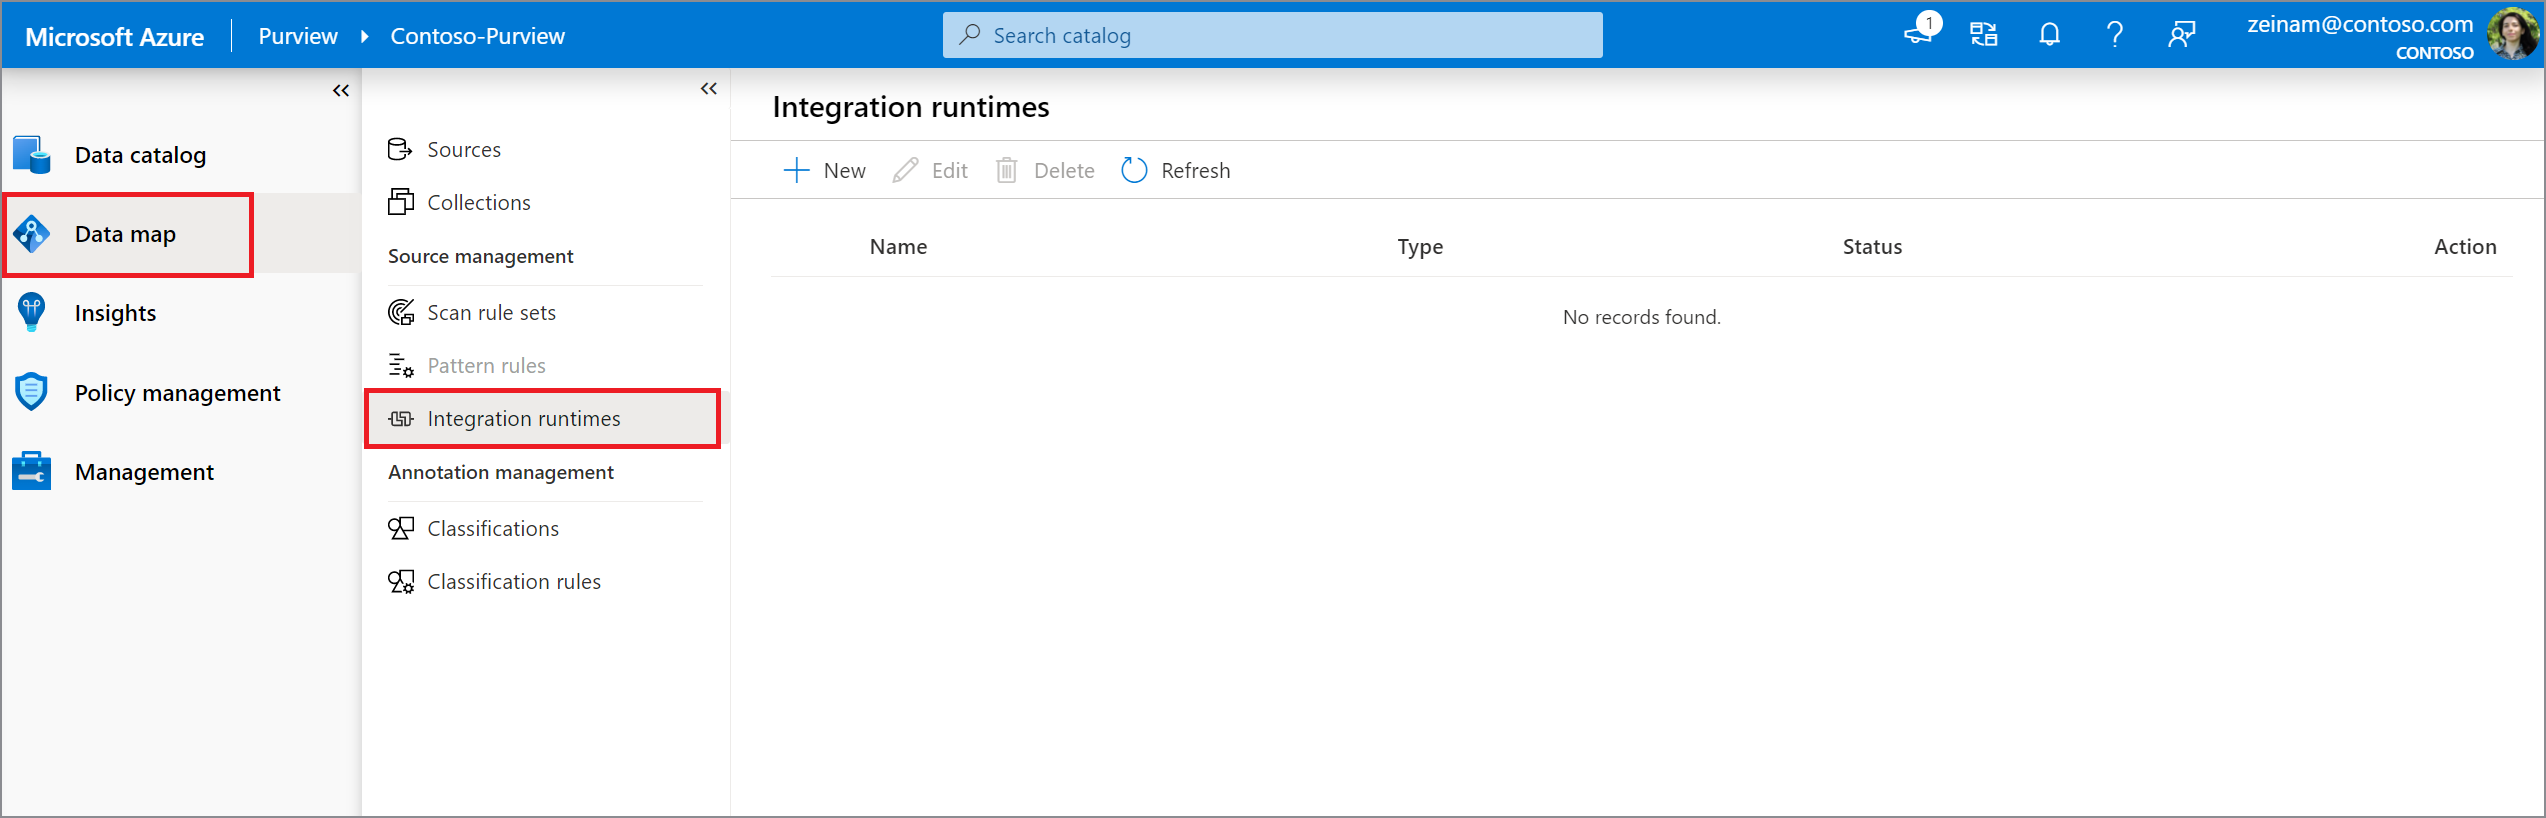 Microsoft Azure
Purview
Contoso-Purview
Search catalog
1
zeinam@contoso.com
CONTOSO
Data catalog
Data map
Insights
Policy management
Management
Sources
Collections
Source management
Scan rule sets
Pattern rules
Integration runtimes
Annotation management
Classifications
Classification rules
Integration runtimes
New Edit Delete Refresh
Name Type Status Action
No records found.